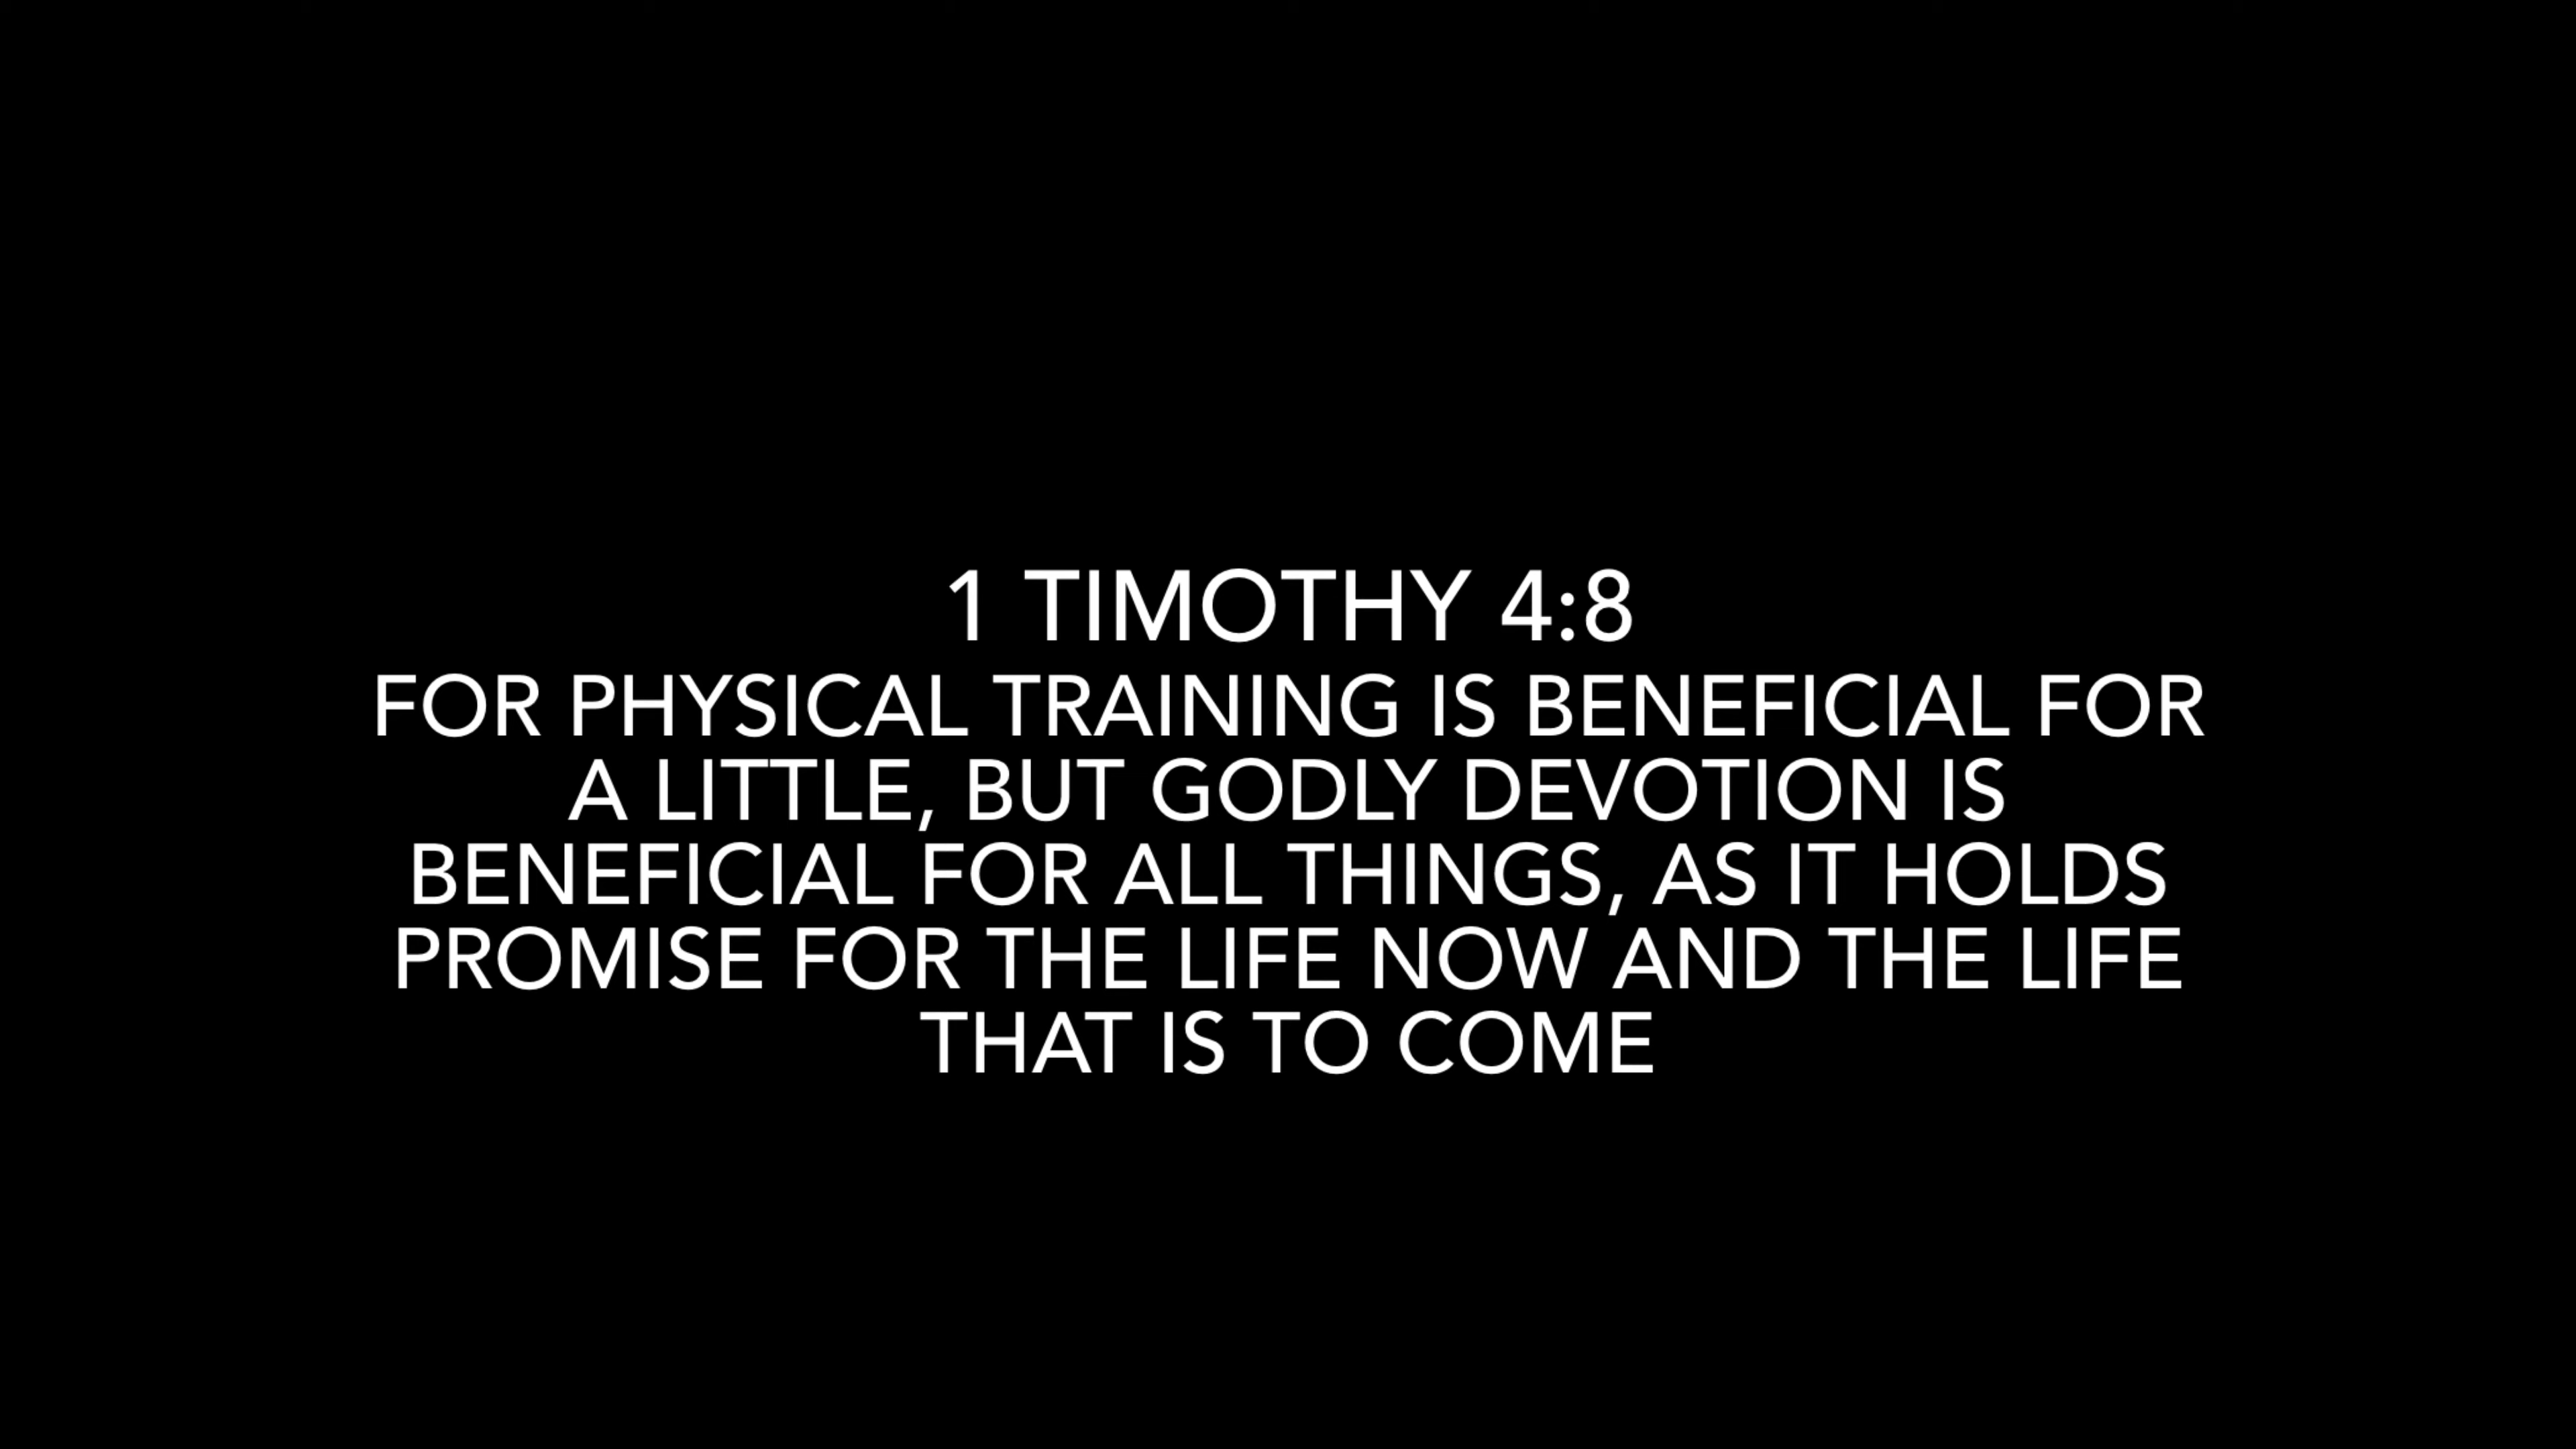 1 TIMOTHY 4:8
FOR PHYSICAL TRAINING IS BENEFICIAL FOR
A LITTLE, BUT GODLY DEVOTION IS
BENEFICIAL FOR ALL THINGS, AS IT HOLDS
PROMISE FOR THE LIFE NOW AND THE LIFE
THAT IS TO COME